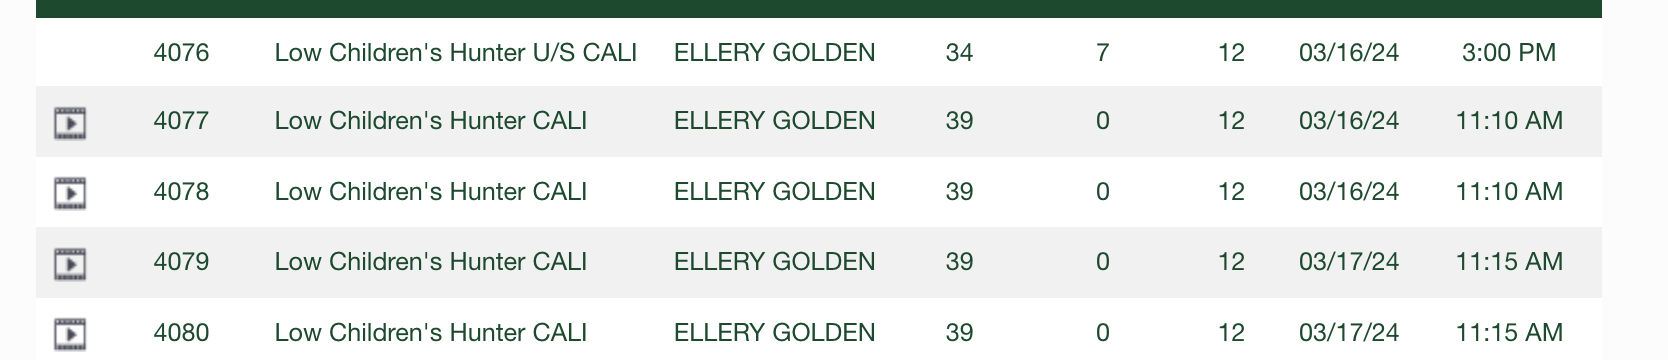 4076 Low Children's Hunter U/S CALI ELLERY GOLDEN 34 7 12 03/16/24 3:00 PM
4077 Low Children's Hunter CALI ELLERY GOLDEN 39 0 12 03/16/24 11:10 AM
4078 Low Children's Hunter CALI ELLERY GOLDEN 39 0 12 03/16/24 11:10 AM
4079 Low Children's Hunter CALI ELLERY GOLDEN 39 0 12 03/17/24 11:15 AM
4080 Low Children's Hunter CALI ELLERY GOLDEN 39 0 12 03/17/24 11:15 AM